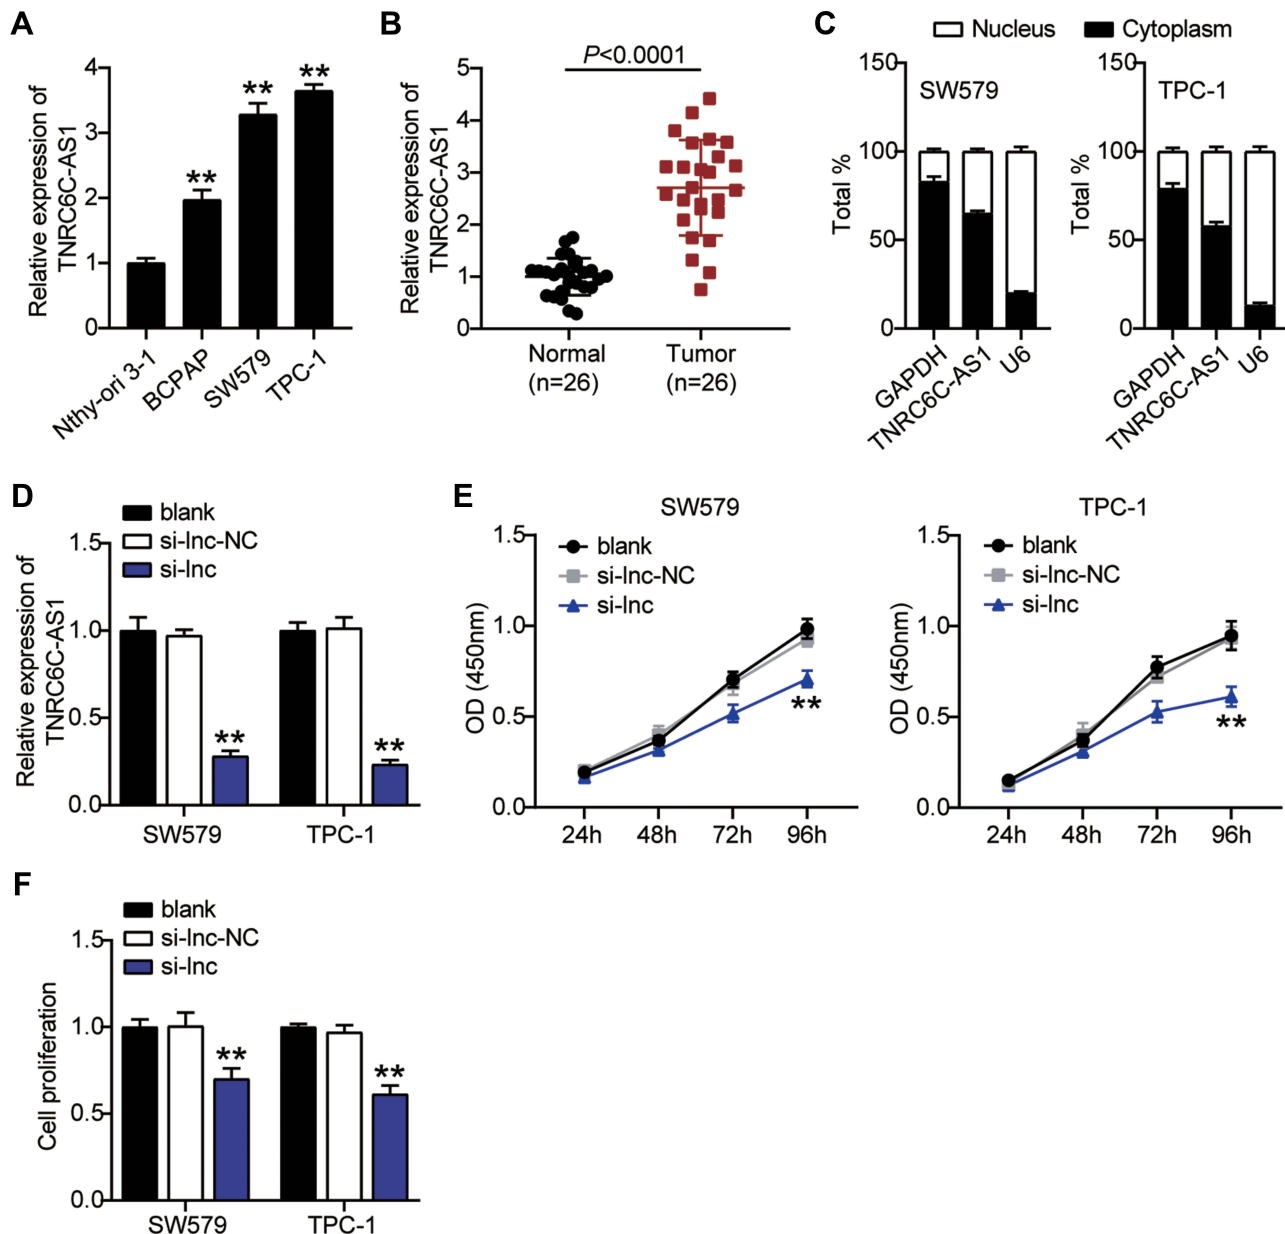 A
Relative expression of
TNRC6C-AS1
4
3
2
1
0
**
**
**
Nthy-ori 3-1
BCPAP
SW579
TPC-1
B
Relative expression of
TNRC6C-AS1
5
4
3
2
1
0
P<0.0001
Normal
(n=26)
Tumor
(n=26)
C
Nucleus
Cytoplasm
Total %
150
100
50
0
SW579
GAPDH
TNRC6C-AS1
U6
Total %
150
100
50
0
TPC-1
GAPDH
TNRC6C-AS1
U6
D
blank
si-lnc-NC
si-lnc
Relative expression of
TNRC6C-AS1
1.5
1.0
0.5
0.0
**
**
SW579
TPC-1
E
SW579
blank
si-lnc-NC
si-lnc
OD (450nm)
1.5
1.0
0.5
0.0
**
24h
48h
72h
96h
TPC-1
blank
si-lnc-NC
si-lnc
OD (450nm)
1.5
1.0
0.5
0.0
**
24h
48h
72h
96h
F
blank
si-lnc-NC
si-lnc
Cell proliferation
1.5
1.0
0.5
0.0
**
**
SW579
TPC-1